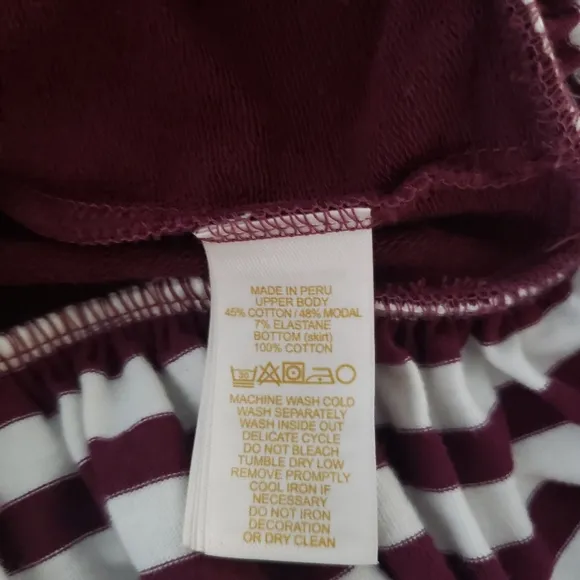 MADE IN PERU
UPPER BODY
45% COTTON / 48% MODAL
7% ELASTANE
BOTTOM (skirt)
100% COTTON
30
MACHINE WASH COLD
WASH SEPARATELY
WASH INSIDE OUT
DELICATE CYCLE
DO NOT BLEACH
TUMBLE DRY LOW
REMOVE PROMPTLY
COOL IRON IF
NECESSARY
DO NOT IRON
DECORATION
OR DRY CLEAN